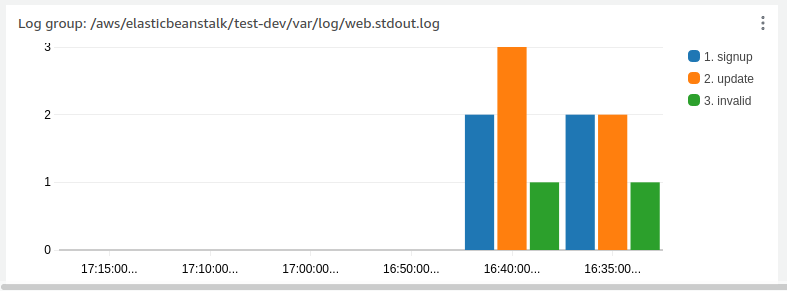 Log group: /aws/elasticbeanstalk/test-dev/var/log/web.stdout.log
3
1. signup
2. update
3. invalid
2
1
0
17:15:00... 17:10:00... 17:00:00... 16:50:00... 16:40:00... 16:35:00...